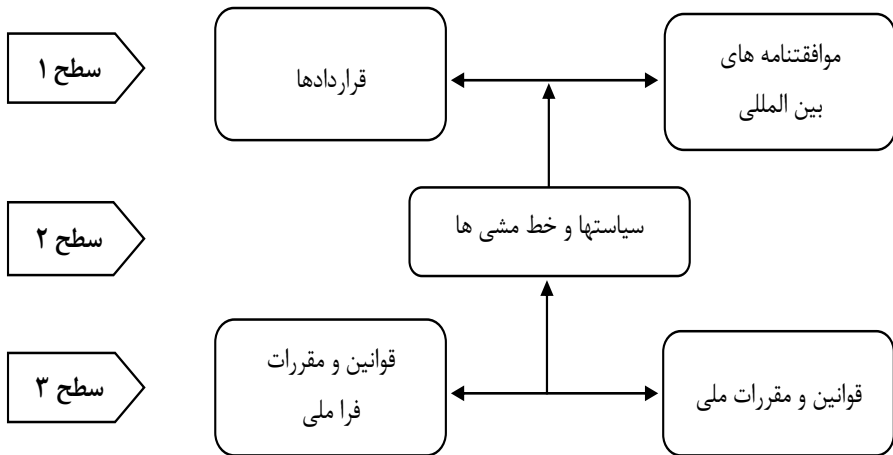 سطح ۱
موافقتنامه های
بین المللی
قراردادها
سطح ۲
سیاستها و خط مشی ها
سطح ۳
قوانین و مقررات ملی
قوانین و مقررات
فرا ملی